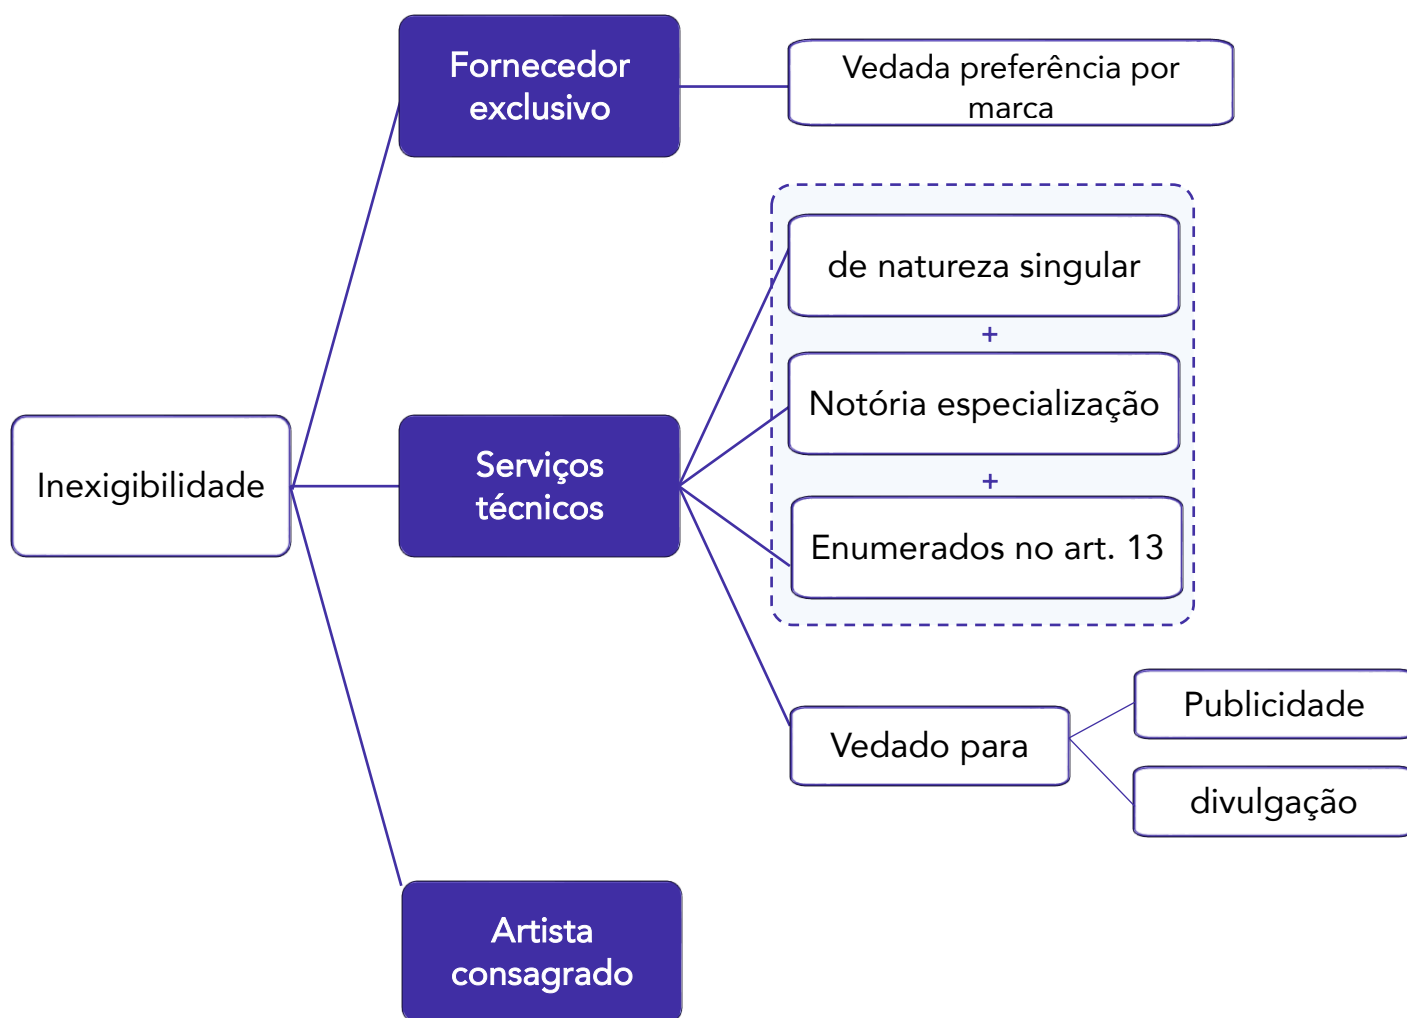 Fornecedor
exclusivo
Vedada preferência por
marca
de natureza singular
+
Notória especialização
+
Enumerados no art. 13
Inexigibilidade
Serviços
técnicos
Vedado para
Publicidade
divulgação
Artista
consagrado